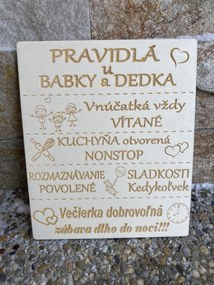 PRAVIDLÁ
u
BABKY a DEDKA
Vnúčatká vždy
VÍTANÉ
KUCHYŇA otvorená
NONSTOP
ROZMAZNÁVANIE
POVOLENÉ
SLADKOSTI
Kedykoľvek
Večierka dobrovoľná
zábava dlho do noci!!!